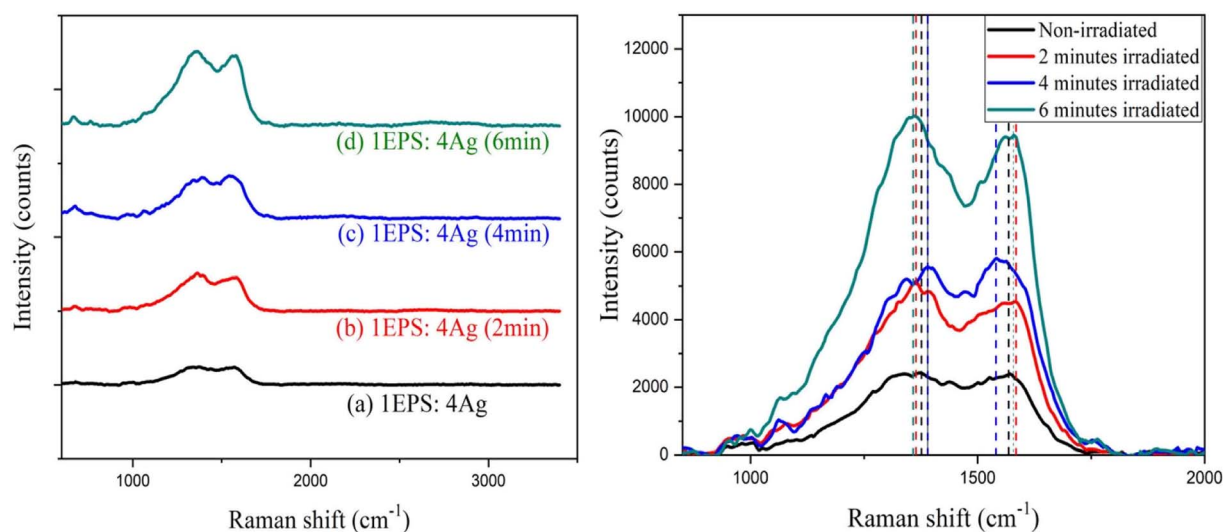 Intensity (counts)
(d) 1EPS: 4Ag (6min)
(c) 1EPS: 4Ag (4min)
(b) 1EPS: 4Ag (2min)
(a) 1EPS: 4Ag
1000 2000 3000
Raman shift (cm⁻¹)
Intensity (counts)
Non-irradiated
2 minutes irradiated
4 minutes irradiated
6 minutes irradiated
12000
10000
8000
6000
4000
2000
0
1000 1500 2000
Raman shift (cm⁻¹)